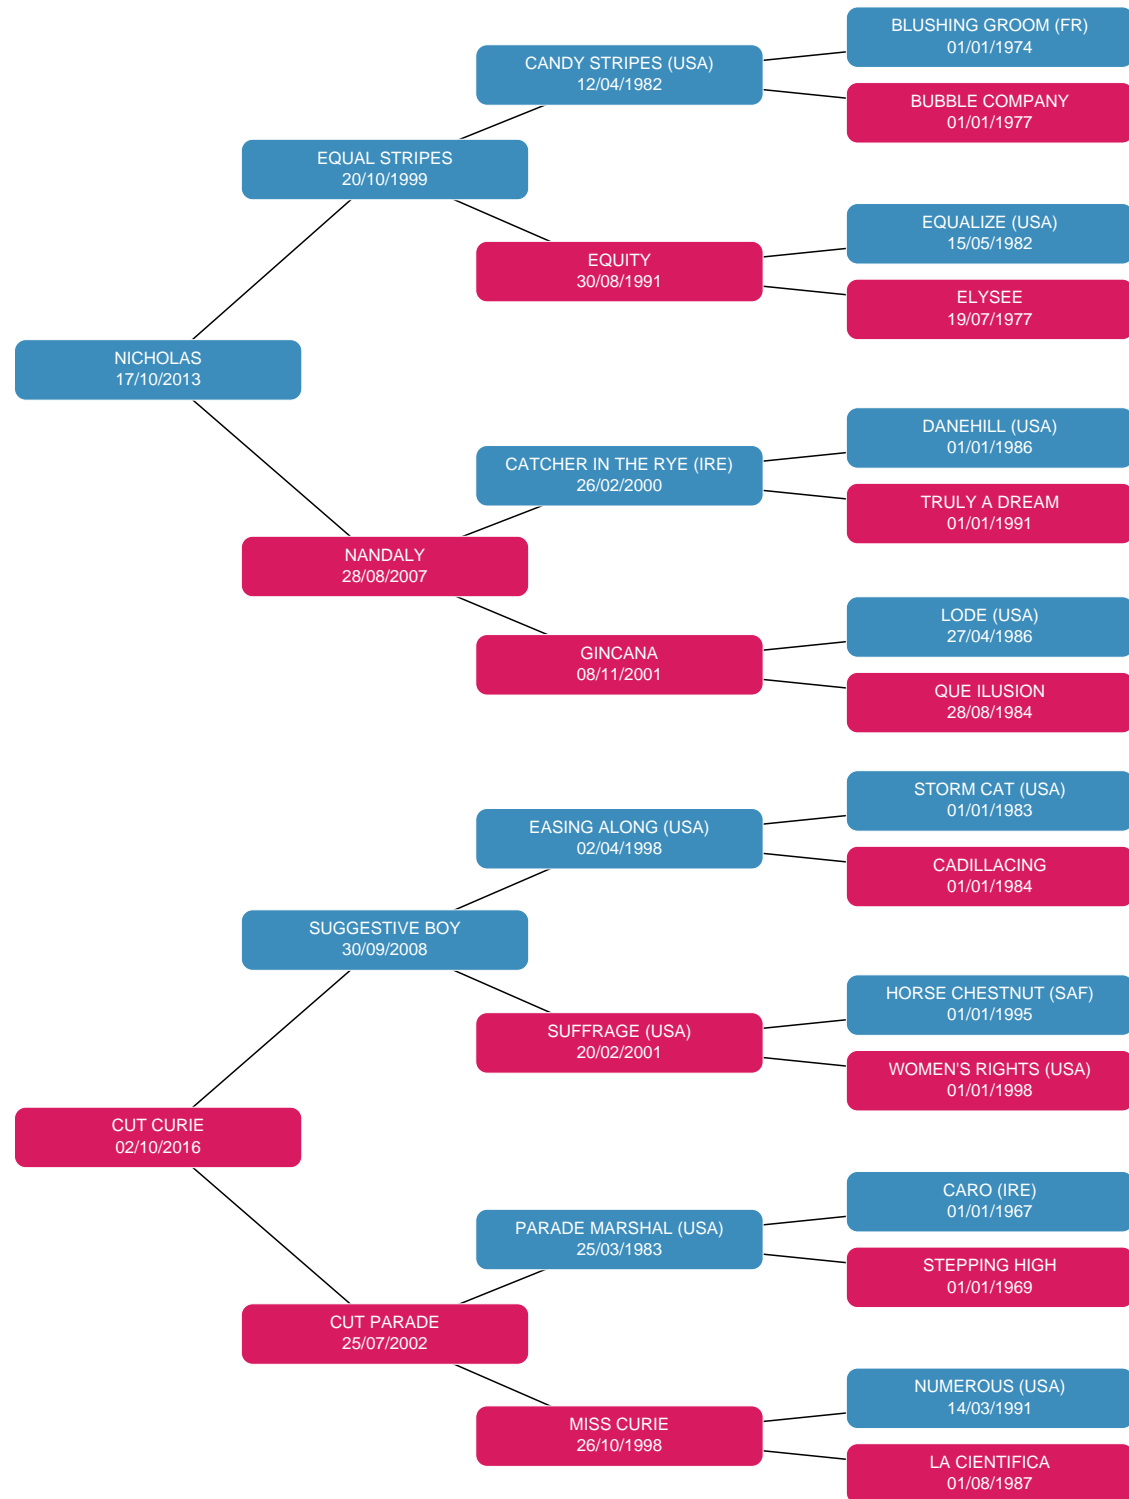 BLUSHING GROOM (FR)
01/01/1974
CANDY STRIPES (USA)
12/04/1982
BUBBLE COMPANY
01/01/1977
EQUAL STRIPES
20/10/1999
EQUALIZE (USA)
15/05/1982
EQUITY
30/08/1991
ELYSEE
19/07/1977
NICHOLAS
17/10/2013
DANEHILL (USA)
01/01/1986
CATCHER IN THE RYE (IRE)
26/02/2000
TRULY A DREAM
01/01/1991
NANDALY
28/08/2007
LODE (USA)
27/04/1986
GINCANA
08/11/2001
QUE ILUSION
28/08/1984
STORM CAT (USA)
01/01/1983
EASING ALONG (USA)
02/04/1998
CADILLACING
01/01/1984
SUGGESTIVE BOY
30/09/2008
HORSE CHESTNUT (SAF)
01/01/1995
SUFFRAGE (USA)
20/02/2001
WOMEN'S RIGHTS (USA)
01/01/1998
CUT CURIE
02/10/2016
CARO (IRE)
01/01/1967
PARADE MARSHAL (USA)
25/03/1983
STEPPING HIGH
01/01/1969
CUT PARADE
25/07/2002
NUMEROUS (USA)
14/03/1991
MISS CURIE
26/10/1998
LA CIENTIFICA
01/08/1987